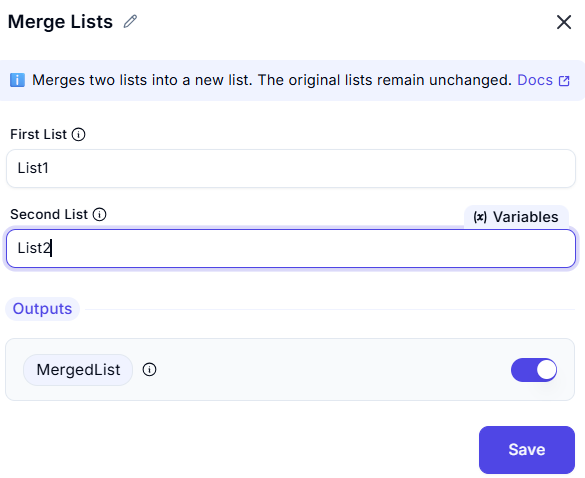 Merge Lists
Merges two lists into a new list. The original lists remain unchanged. Docs
First List
List1
Second List
(x) Variables
List2
Outputs
MergedList
Save